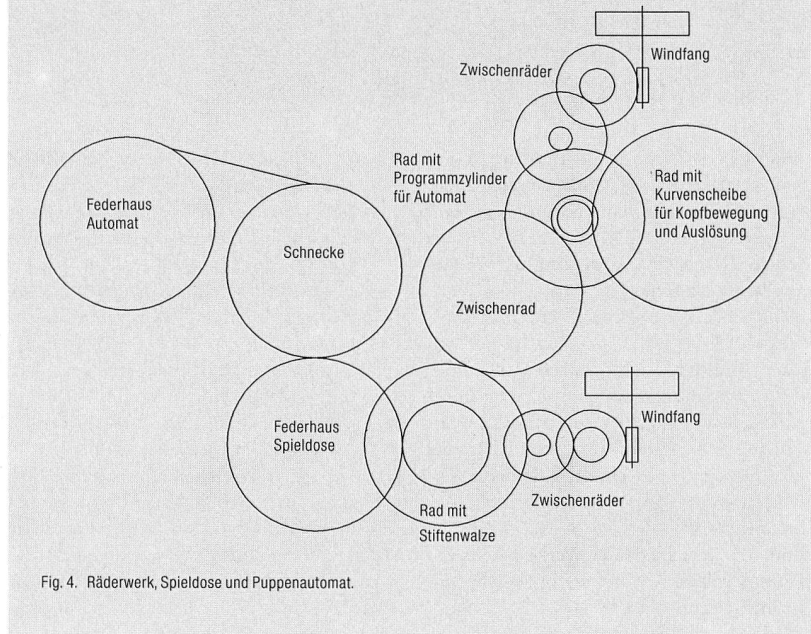 Windfang
Zwischenräder
Rad mit
Programmzylinder
für Automat
Rad mit
Kurvenscheibe
für Kopfbewegung
und Auslösung
Federhaus
Automat
Schnecke
Zwischenrad
Federhaus
Spieldose
Windfang
Zwischenräder
Rad mit
Stiftenwalze
Fig. 4. Räderwerk, Spieldose und Puppenautomat.